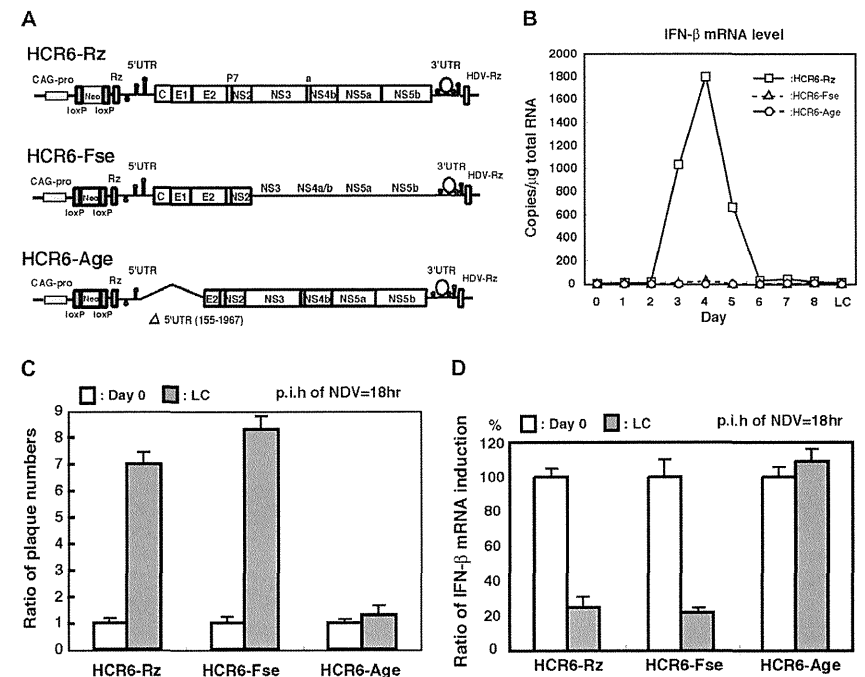 A
HCR6-Rz
CAG-pro Rz 5'UTR P7 a 3'UTR HDV-Rz
Neo C E1 E2 NS2 NS3 NS4b NS5a NS5b
loxP loxP
HCR6-Fse
CAG-pro Rz 5'UTR NS3 NS4a/b NS5a NS5b 3'UTR HDV-Rz
Neo C E1 E2 NS2
loxP loxP
HCR6-Age
CAG-pro Rz 5'UTR 3'UTR HDV-Rz
Neo E2 NS2 NS3 NS4b NS5a NS5b
loxP loxP
Δ 5'UTR (155-1967)
B
IFN-β mRNA level
Copies/μg total RNA
2000
1800
1600
1400
1200
1000
800
600
400
200
0
:HCR6-Rz
:HCR6-Fse
:HCR6-Age
0 1 2 3 4 5 6 7 8 LC
Day
C
: Day 0 : LC p.i.h of NDV=18hr
Ratio of plaque numbers
9
8
7
6
5
4
3
2
1
0
HCR6-Rz HCR6-Fse HCR6-Age
D
% : Day 0 : LC p.i.h of NDV=18hr
Ratio of IFN-β mRNA induction
120
100
80
60
40
20
0
HCR6-Rz HCR6-Fse HCR6-Age